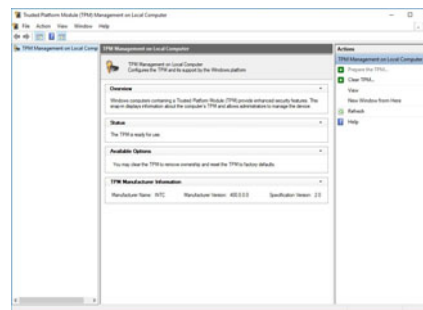 Trusted Platform Module (TPM) Management on Local Computer
File Action View Window Help
TPM Management on Local Comp
TPM Management on Local Computer
TPM Management on Local Computer
Configures the TPM and its support by the Windows platform
Overview
Windows computers containing a Trusted Platform Module (TPM) provide enhanced security features. This
snap-in displays information about the computer's TPM and allows administrators to manage the device.
Status
The TPM is ready for use.
Available Options
You may clear the TPM to remove ownership and reset the TPM to factory defaults.
TPM Manufacturer Information
Manufacturer Name: INTC Manufacturer Version: 400.0.0.0 Specification Version: 2.0
Actions
TPM Management on Local Computer
Prepare the TPM...
Clear TPM...
View
New Window from Here
Refresh
Help